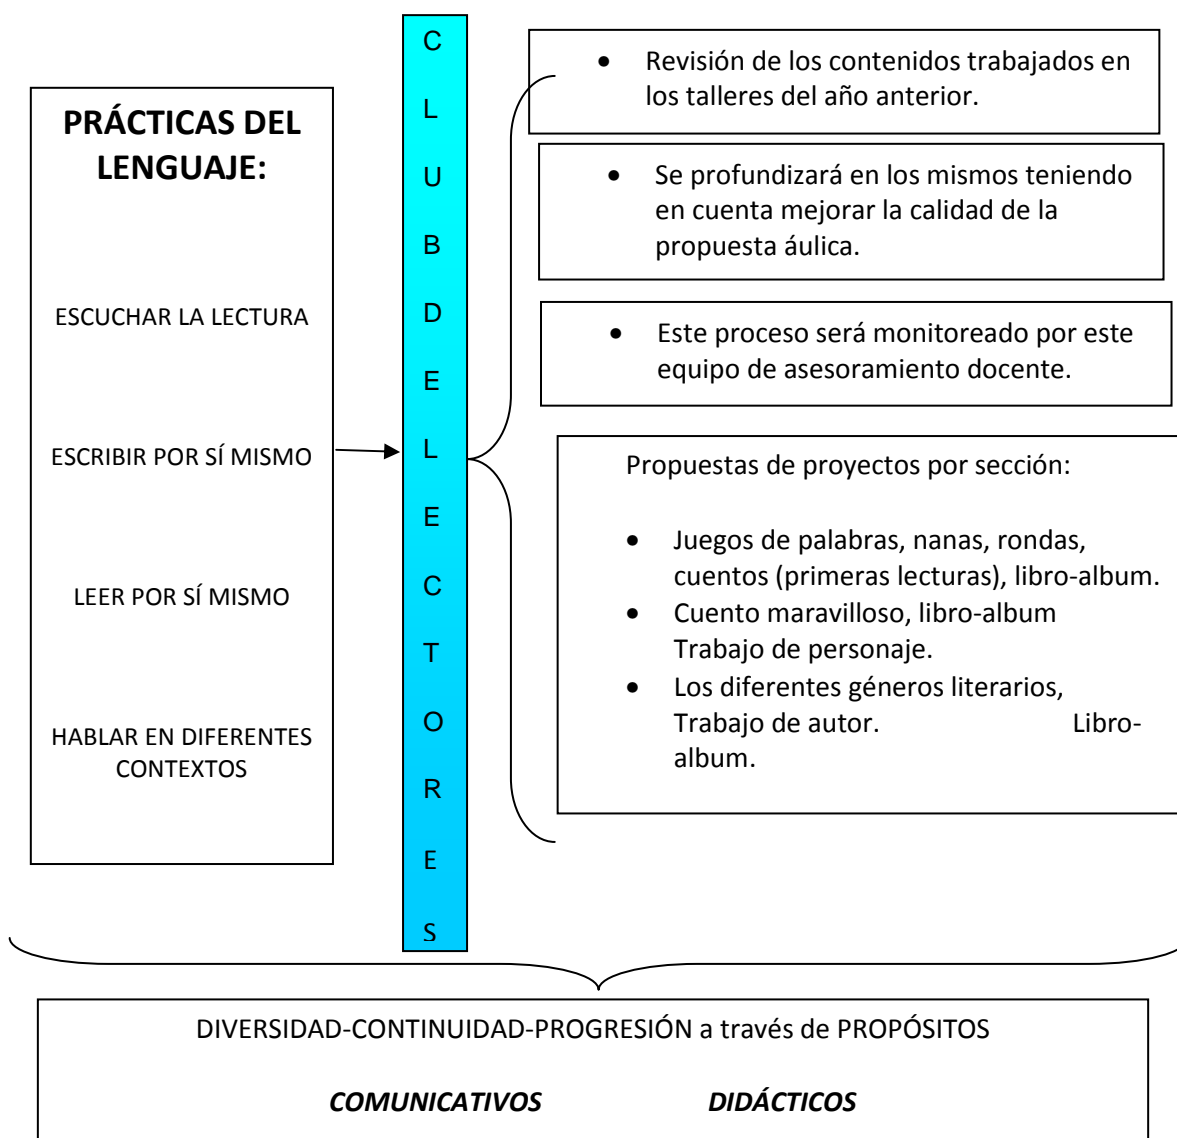 PRÁCTICAS DEL
LENGUAJE:
ESCUCHAR LA LECTURA
ESCRIBIR POR SÍ MISMO
LEER POR SÍ MISMO
HABLAR EN DIFERENTES
CONTEXTOS
C
L
U
B
D
E
L
E
C
T
O
R
E
S
• Revisión de los contenidos trabajados en
los talleres del año anterior.
• Se profundizará en los mismos teniendo
en cuenta mejorar la calidad de la
propuesta áulica.
• Este proceso será monitoreado por este
equipo de asesoramiento docente.
Propuestas de proyectos por sección:
• Juegos de palabras, nanas, rondas,
cuentos (primeras lecturas), libro-album.
• Cuento maravilloso, libro-album
Trabajo de personaje.
• Los diferentes géneros literarios,
Trabajo de autor. Libro-
album.
DIVERSIDAD-CONTINUIDAD-PROGRESIÓN a través de PROPÓSITOS
COMUNICATIVOS DIDÁCTICOS